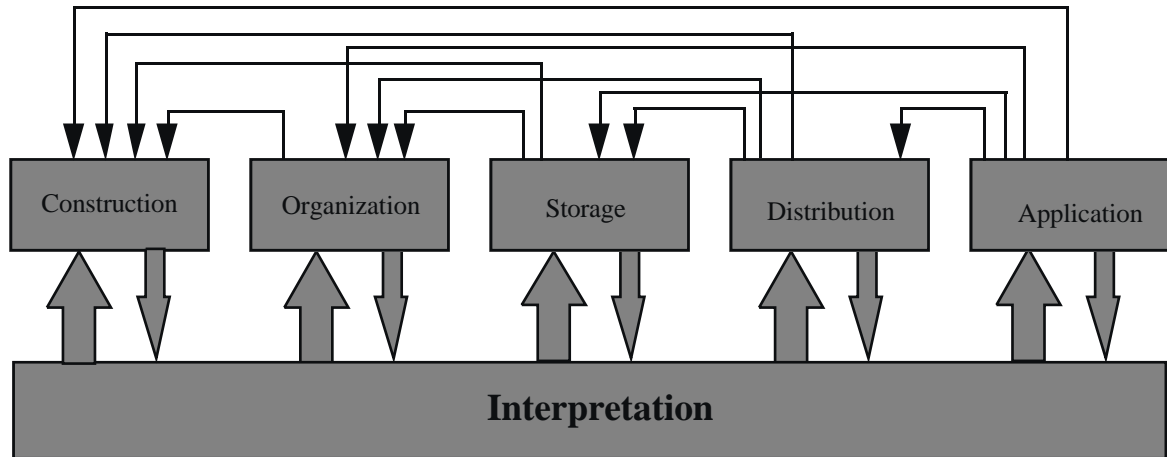 Construction
Organization
Storage
Distribution
Application
Interpretation